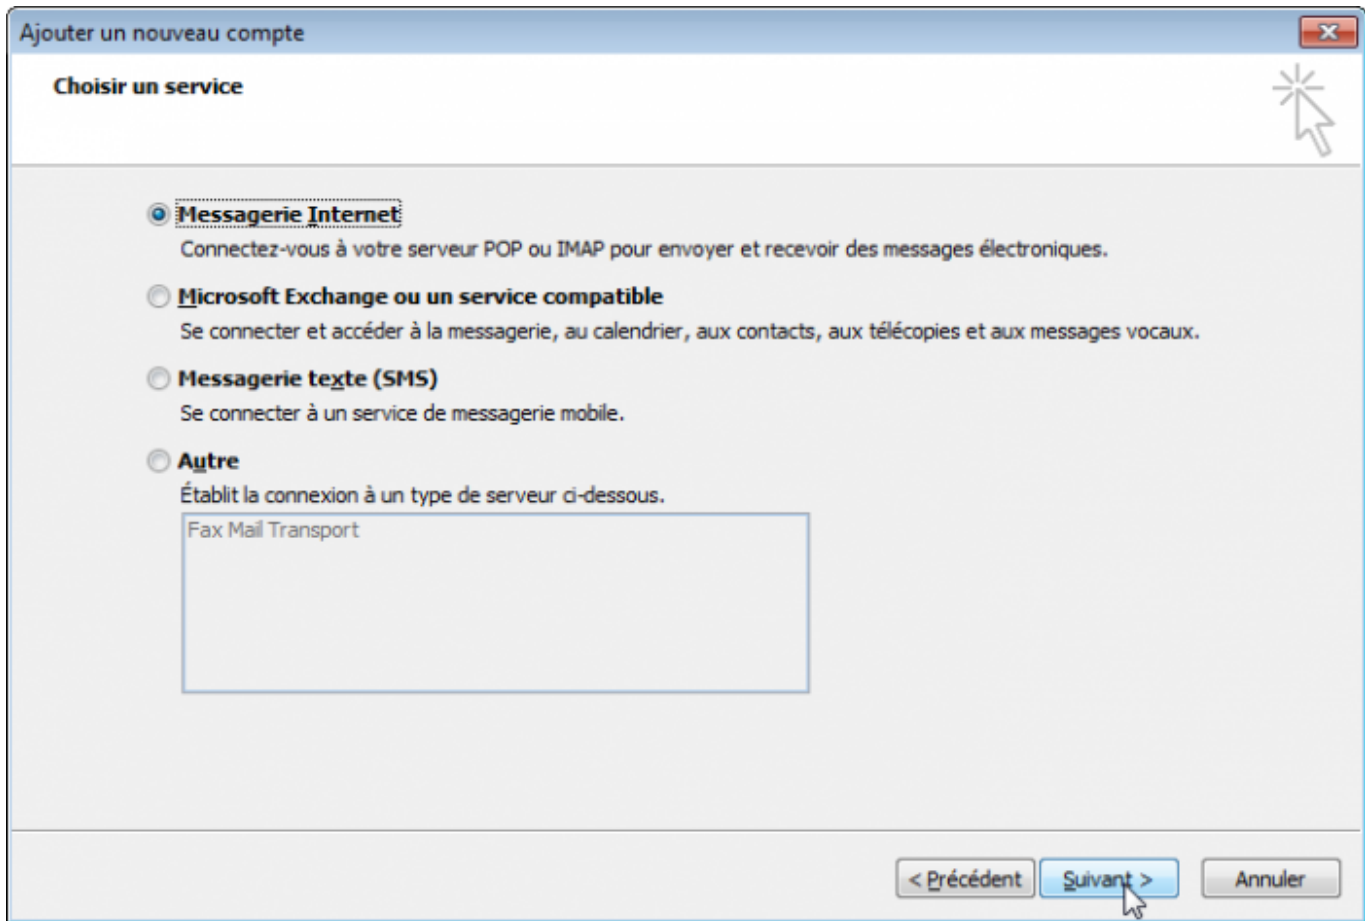 Ajouter un nouveau compte
Choisir un service
Messagerie Internet
Connectez-vous à votre serveur POP ou IMAP pour envoyer et recevoir des messages électroniques.
Microsoft Exchange ou un service compatible
Se connecter et accéder à la messagerie, au calendrier, aux contacts, aux télécopies et aux messages vocaux.
Messagerie texte (SMS)
Se connecter à un service de messagerie mobile.
Autre
Établit la connexion à un type de serveur ci-dessous.
Fax Mail Transport
< Précédent Suivant > Annuler